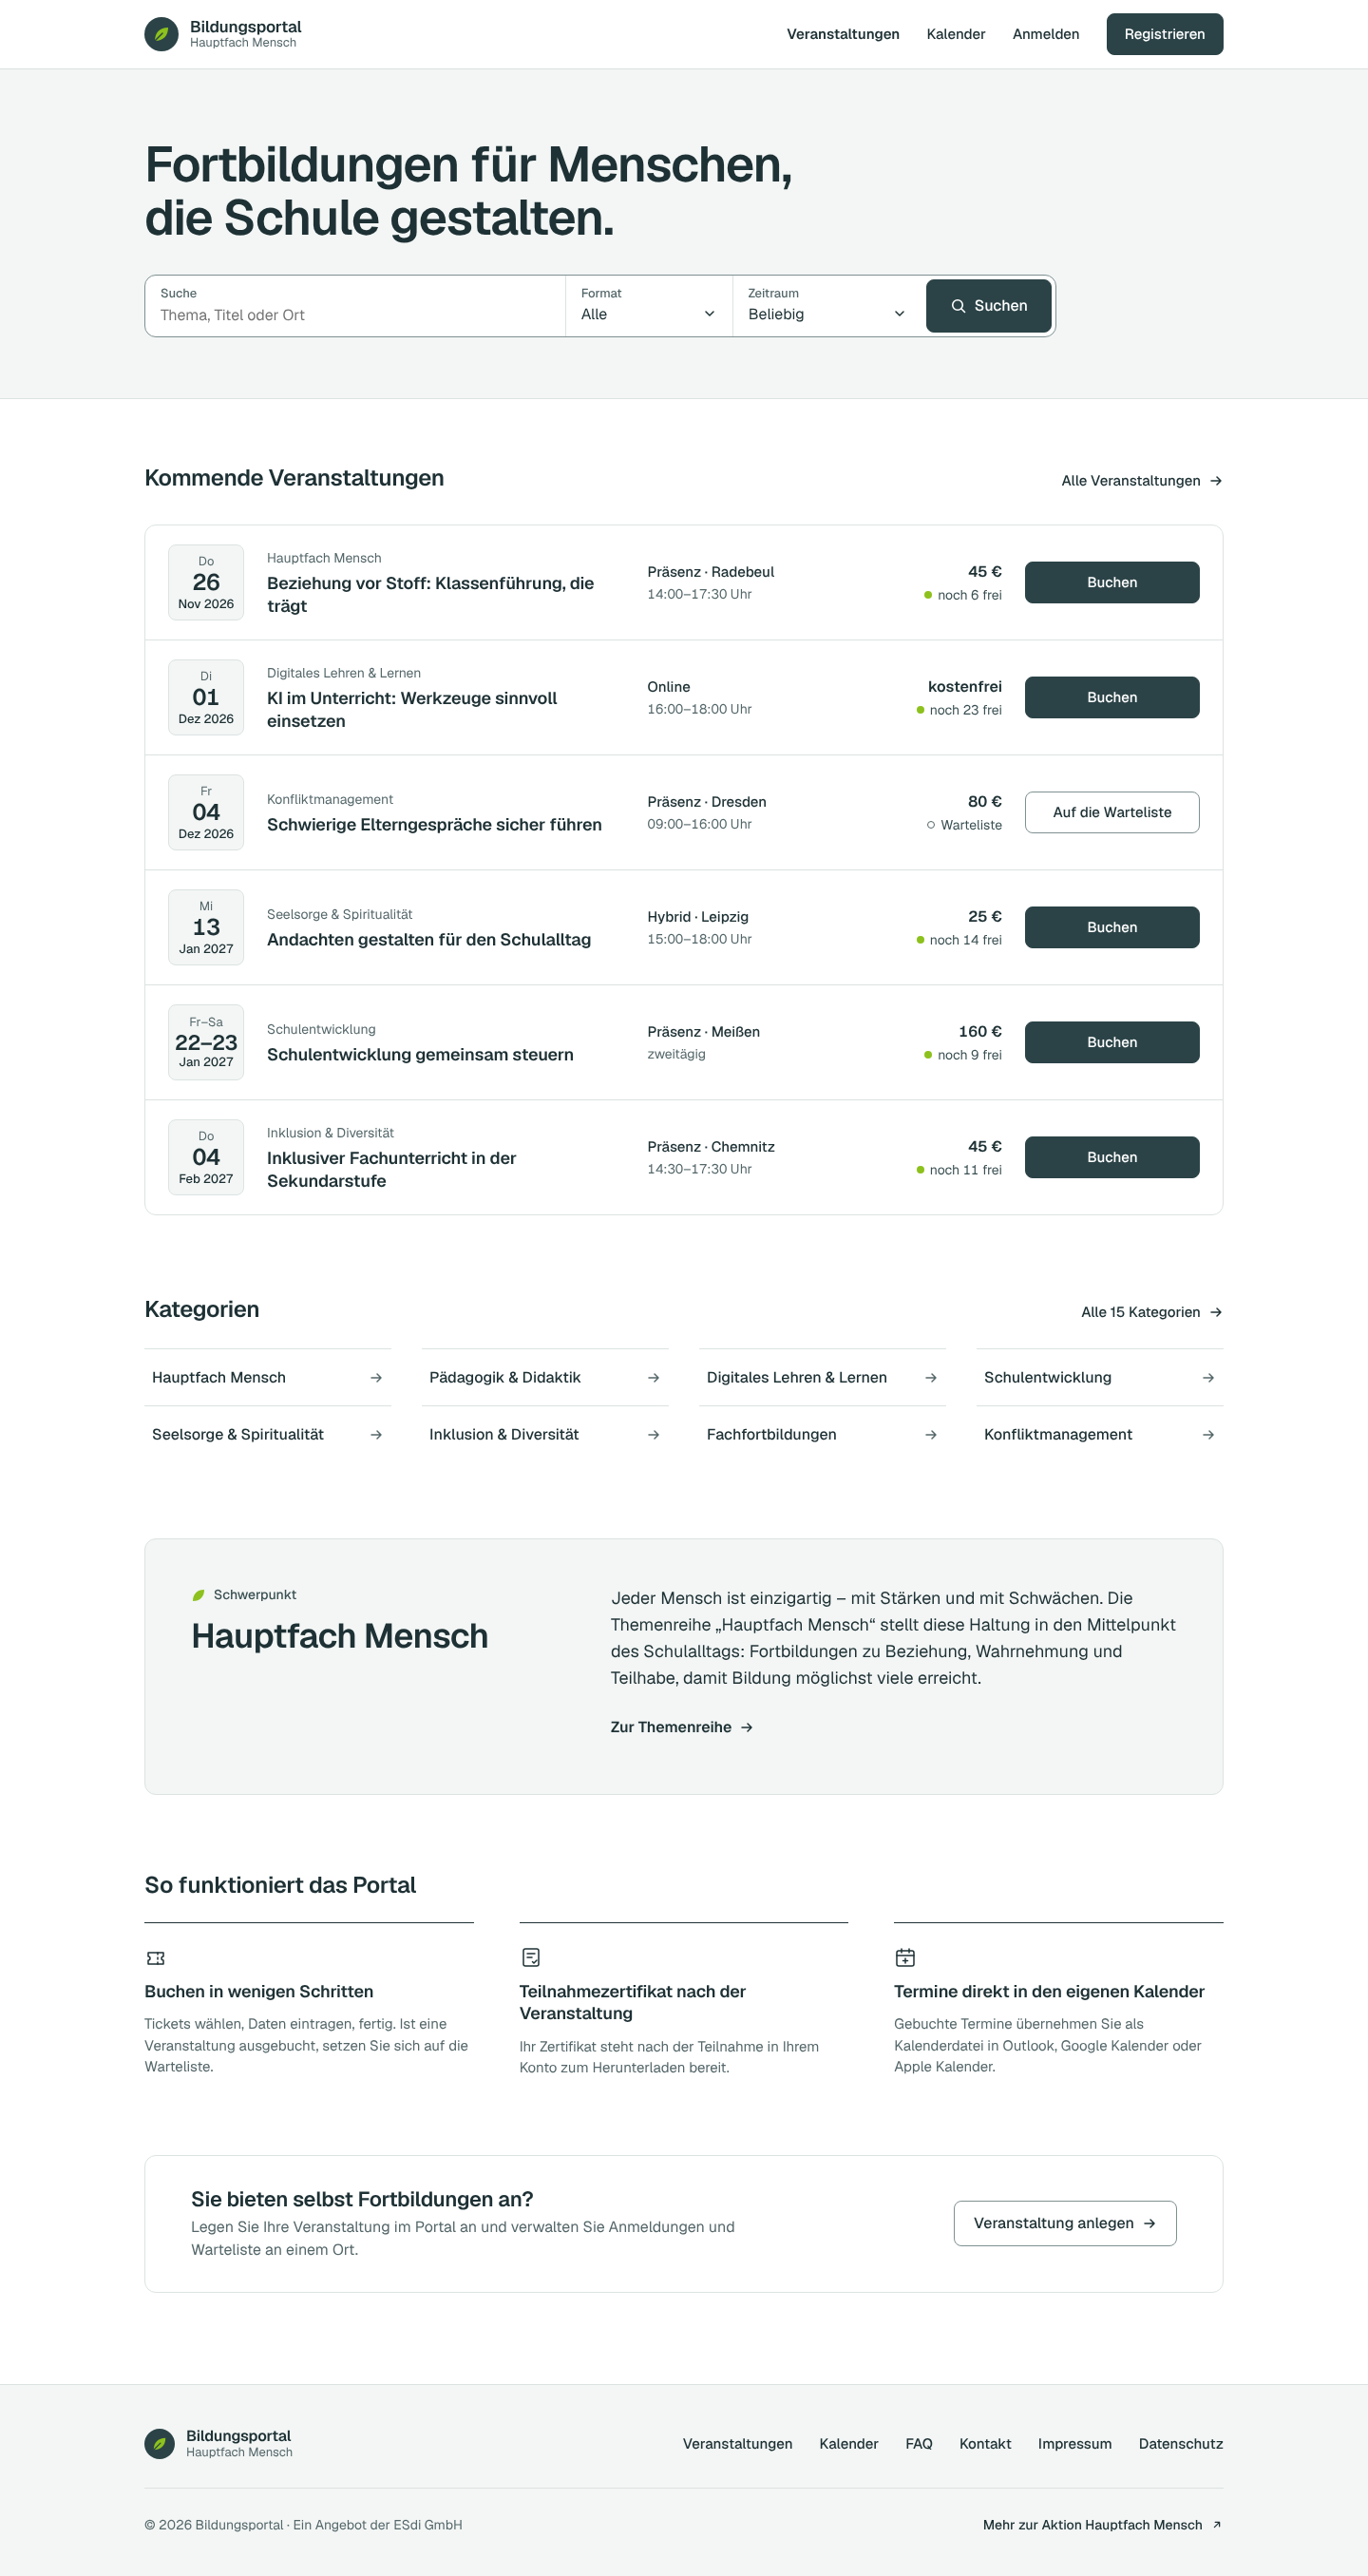 Bildungsportal
Hauptfach Mensch
Veranstaltungen
Kalender
Anmelden
Registrieren
Fortbildungen für Menschen,
die Schule gestalten.
Suche
Thema, Titel oder Ort
Format
Alle
Zeitraum
Beliebig
Suchen
Kommende Veranstaltungen
Alle Veranstaltungen →
Do
26
Nov 2026
Hauptfach Mensch
Beziehung vor Stoff: Klassenführung, die
trägt
Präsenz · Radebeul
14:00–17:30 Uhr
45 €
noch 6 frei
Buchen
Di
01
Dez 2026
Digitales Lehren & Lernen
KI im Unterricht: Werkzeuge sinnvoll
einsetzen
Online
16:00–18:00 Uhr
kostenfrei
noch 23 frei
Buchen
Fr
04
Dez 2026
Konfliktmanagement
Schwierige Elterngespräche sicher führen
Präsenz · Dresden
09:00–16:00 Uhr
80 €
Warteliste
Auf die Warteliste
Mi
13
Jan 2027
Seelsorge & Spiritualität
Andachten gestalten für den Schulalltag
Hybrid · Leipzig
15:00–18:00 Uhr
25 €
noch 14 frei
Buchen
Fr–Sa
22–23
Jan 2027
Schulentwicklung
Schulentwicklung gemeinsam steuern
Präsenz · Meißen
zweitägig
160 €
noch 9 frei
Buchen
Do
04
Feb 2027
Inklusion & Diversität
Inklusiver Fachunterricht in der
Sekundarstufe
Präsenz · Chemnitz
14:30–17:30 Uhr
45 €
noch 11 frei
Buchen
Kategorien
Alle 15 Kategorien →
Hauptfach Mensch →
Pädagogik & Didaktik →
Digitales Lehren & Lernen →
Schulentwicklung →
Seelsorge & Spiritualität →
Inklusion & Diversität →
Fachfortbildungen →
Konfliktmanagement →
Schwerpunkt
Hauptfach Mensch
Jeder Mensch ist einzigartig – mit Stärken und mit Schwächen. Die
Themenreihe „Hauptfach Mensch“ stellt diese Haltung in den Mittelpunkt
des Schulalltags: Fortbildungen zu Beziehung, Wahrnehmung und
Teilhabe, damit Bildung möglichst viele erreicht.
Zur Themenreihe →
So funktioniert das Portal
Buchen in wenigen Schritten
Tickets wählen, Daten eintragen, fertig. Ist eine
Veranstaltung ausgebucht, setzen Sie sich auf die
Warteliste.
Teilnahmezertifikat nach der
Veranstaltung
Ihr Zertifikat steht nach der Teilnahme in Ihrem
Konto zum Herunterladen bereit.
Termine direkt in den eigenen Kalender
Gebuchte Termine übernehmen Sie als
Kalenderdatei in Outlook, Google Kalender oder
Apple Kalender.
Sie bieten selbst Fortbildungen an?
Legen Sie Ihre Veranstaltung im Portal an und verwalten Sie Anmeldungen und
Warteliste an einem Ort.
Veranstaltung anlegen →
Bildungsportal
Hauptfach Mensch
Veranstaltungen
Kalender
FAQ
Kontakt
Impressum
Datenschutz
© 2026 Bildungsportal · Ein Angebot der ESdi GmbH
Mehr zur Aktion Hauptfach Mensch ↗